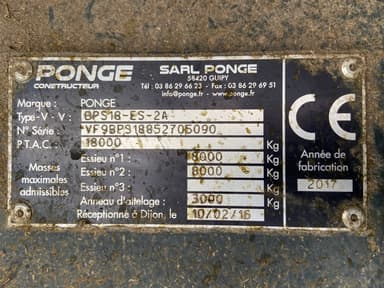 PONGE
CONSTRUCTEUR
SARL PONGE
58420 GUIPY
Tél : 03 86 29 66 23 - Fax : 03 86 29 69 51
info@ponge.fr - www.ponge.fr
Marque : PONGE
Type-V-V : BPS18-ES-2A
N° Série : VF9BPS18852706090
P.T.A.C. : 18000 Kg
Masses maximales admissibles
Essieu n°1 : 8000 Kg
Essieu n°2 : 8000 Kg
Essieu n°3 : Kg
Anneau d'attelage : 3000 Kg
Réceptionné à Dijon, le 10/02/16
CE
Année de fabrication
2017